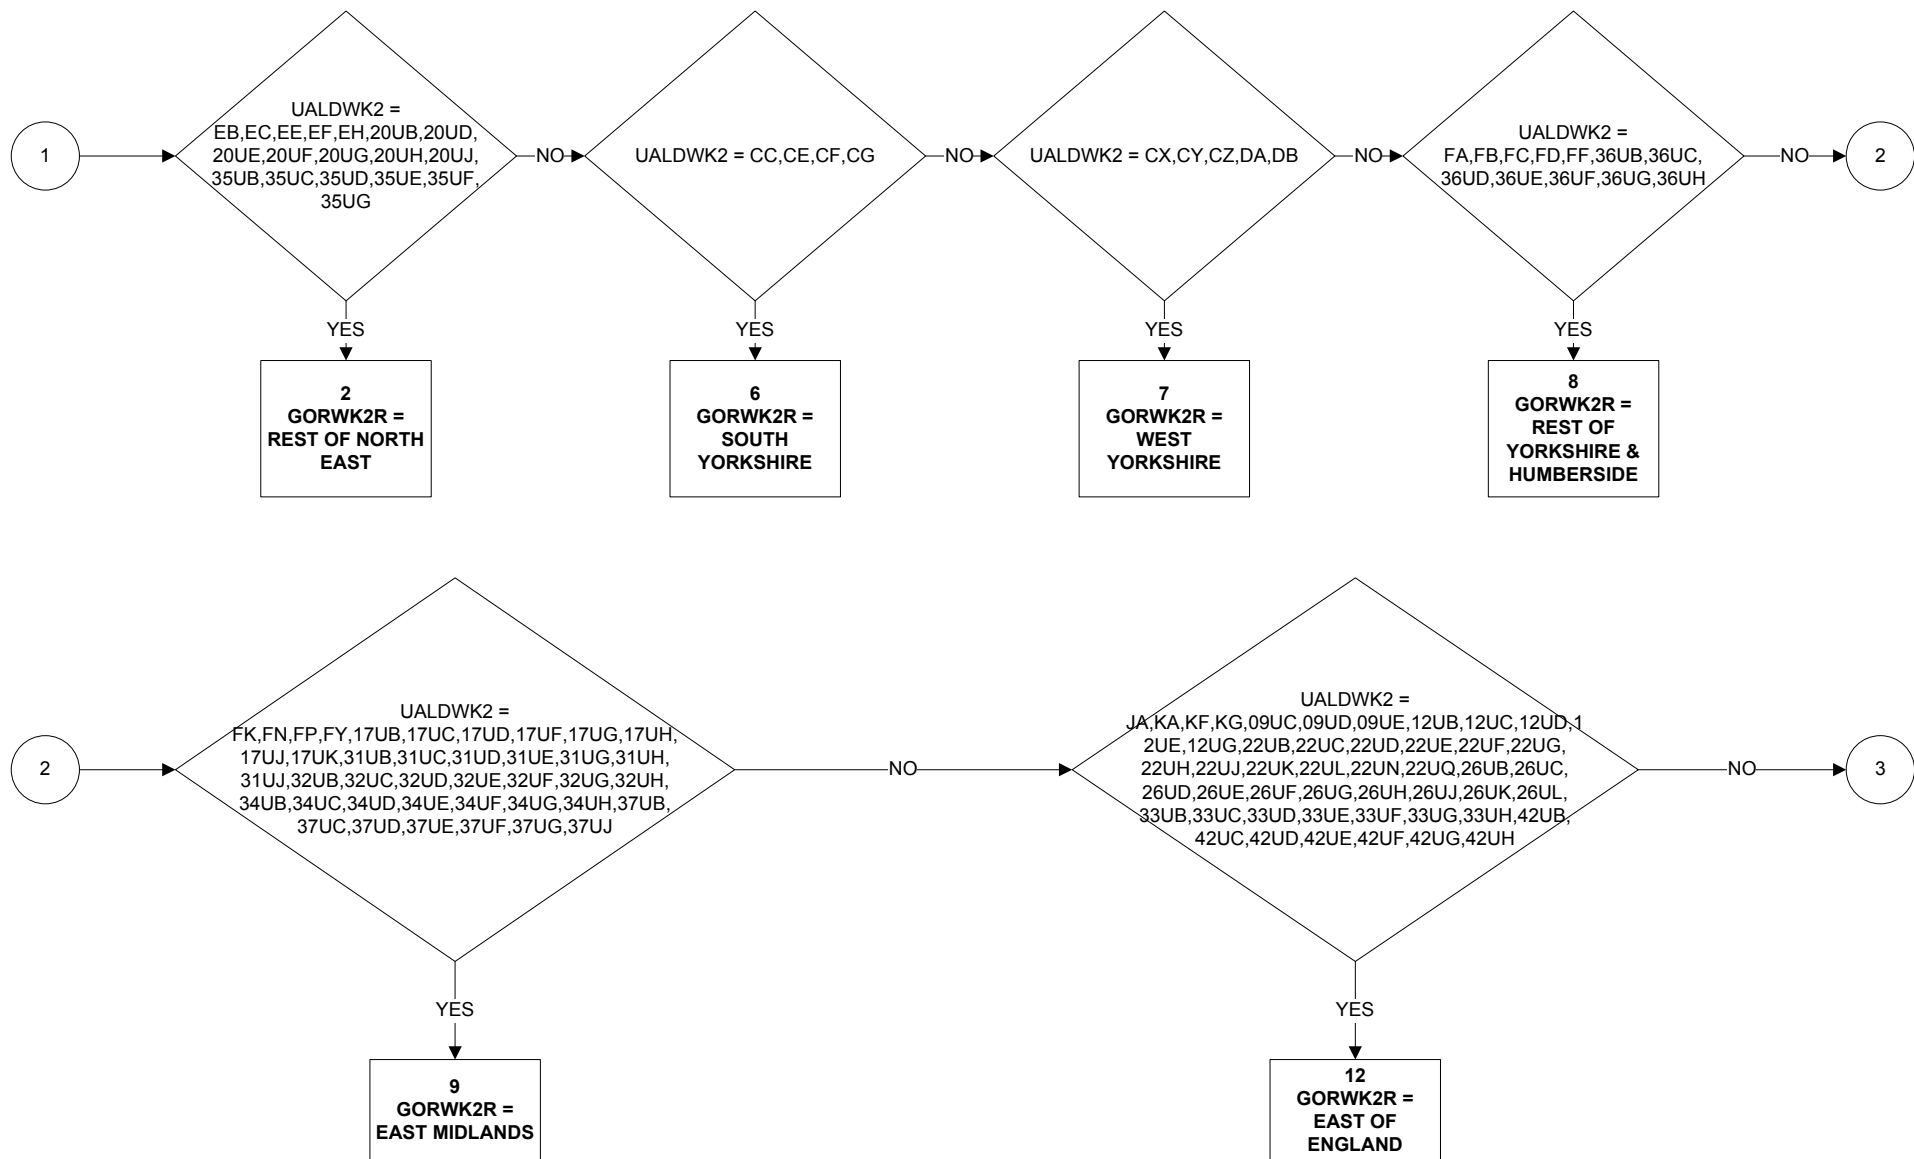 1
UALDWK2 =
EB,EC,EE,EF,EH,20UB,20UD,
20UE,20UF,20UG,20UH,20UJ,
35UB,35UC,35UD,35UE,35UF,
35UG
NO
UALDWK2 = CC,CE,CF,CG
NO
UALDWK2 = CX,CY,CZ,DA,DB
NO
UALDWK2 =
FA,FB,FC,FD,FF,36UB,36UC,
36UD,36UE,36UF,36UG,36UH
NO
2
YES
YES
YES
YES
2
GORWK2R =
REST OF NORTH
EAST
6
GORWK2R =
SOUTH
YORKSHIRE
7
GORWK2R =
WEST
YORKSHIRE
8
GORWK2R =
REST OF
YORKSHIRE &
HUMBERSIDE
2
UALDWK2 =
FK,FN,FP,FY,17UB,17UC,17UD,17UF,17UG,17UH,
17UJ,17UK,31UB,31UC,31UD,31UE,31UG,31UH,
31UJ,32UB,32UC,32UD,32UE,32UF,32UG,32UH,
34UB,34UC,34UD,34UE,34UF,34UG,34UH,37UB,
37UC,37UD,37UE,37UF,37UG,37UJ
NO
UALDWK2 =
JA,KA,KF,KG,09UC,09UD,09UE,12UB,12UC,12UD,1
2UE,12UG,22UB,22UC,22UD,22UE,22UF,22UG,
22UH,22UJ,22UK,22UL,22UN,22UQ,26UB,26UC,
26UD,26UE,26UF,26UG,26UH,26UJ,26UK,26UL,
33UB,33UC,33UD,33UE,33UF,33UG,33UH,42UB,
42UC,42UD,42UE,42UF,42UG,42UH
NO
3
YES
YES
9
GORWK2R =
EAST MIDLANDS
12
GORWK2R =
EAST OF
ENGLAND